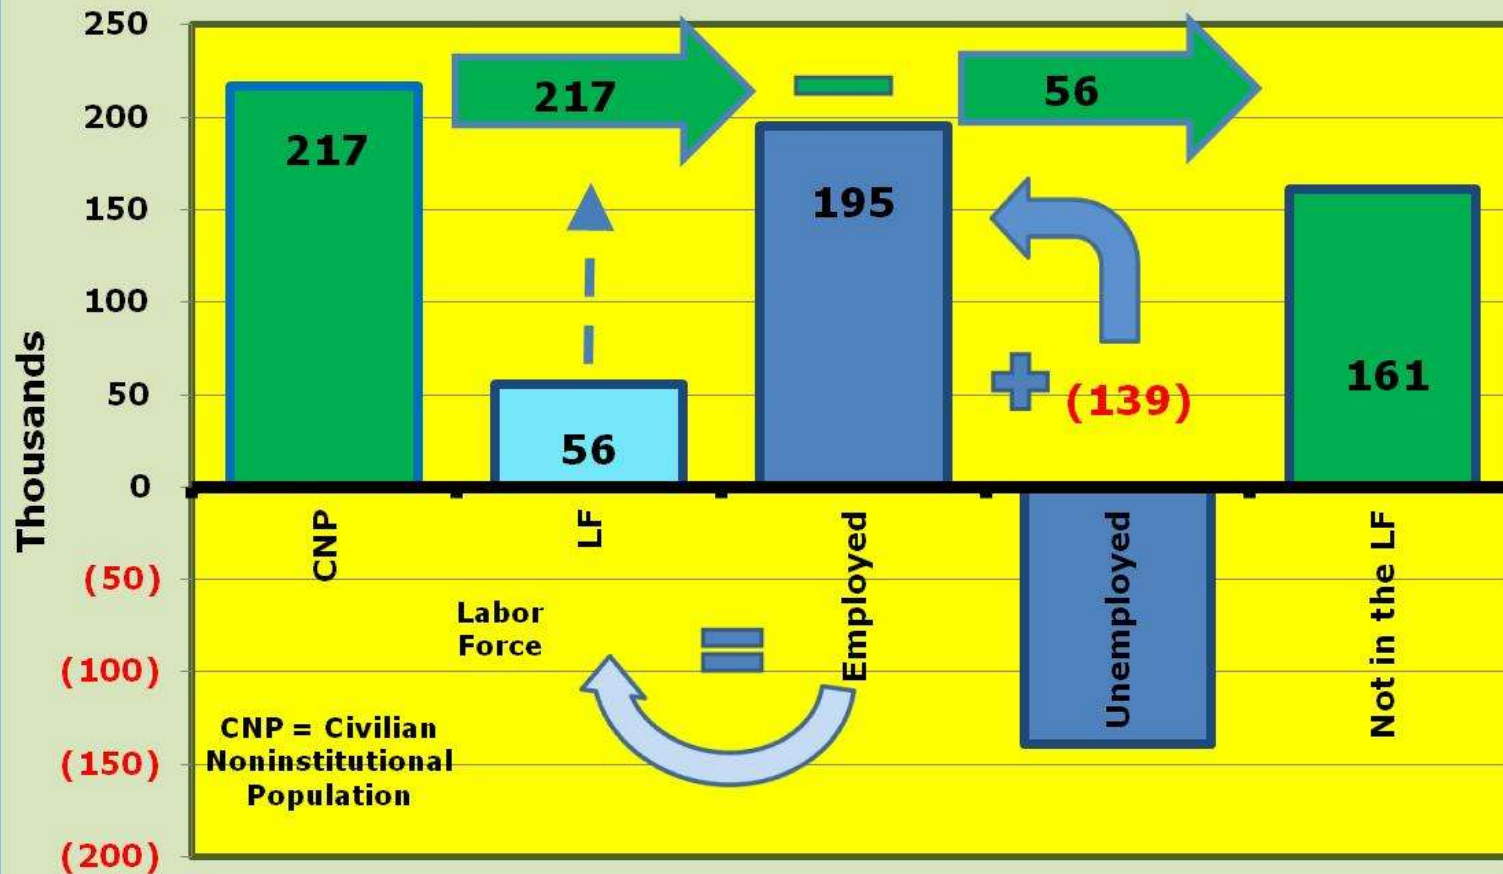 250
200
150
100
50
0
(50)
(100)
(150)
(200)
Thousands
217
217
56
195
56
(139)
161
CNP
LF
Employed
Unemployed
Not in the LF
Labor
Force
CNP = Civilian
Noninstitutional
Population